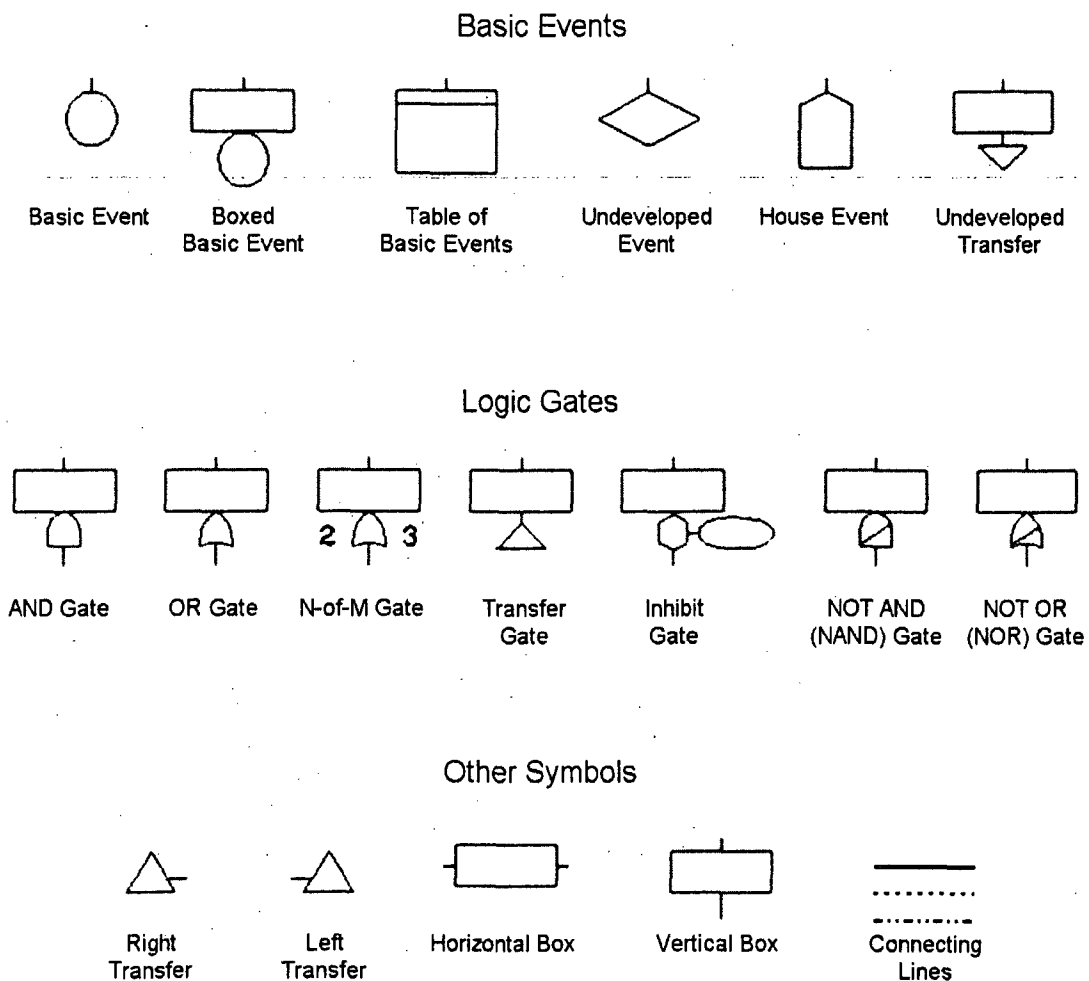 Basic Events
Basic Event
Boxed
Basic Event
Table of
Basic Events
Undeveloped
Event
House Event
Undeveloped
Transfer
Logic Gates
2 3
AND Gate
OR Gate
N-of-M Gate
Transfer
Gate
Inhibit
Gate
NOT AND
(NAND) Gate
NOT OR
(NOR) Gate
Other Symbols
Right
Transfer
Left
Transfer
Horizontal Box
Vertical Box
Connecting
Lines